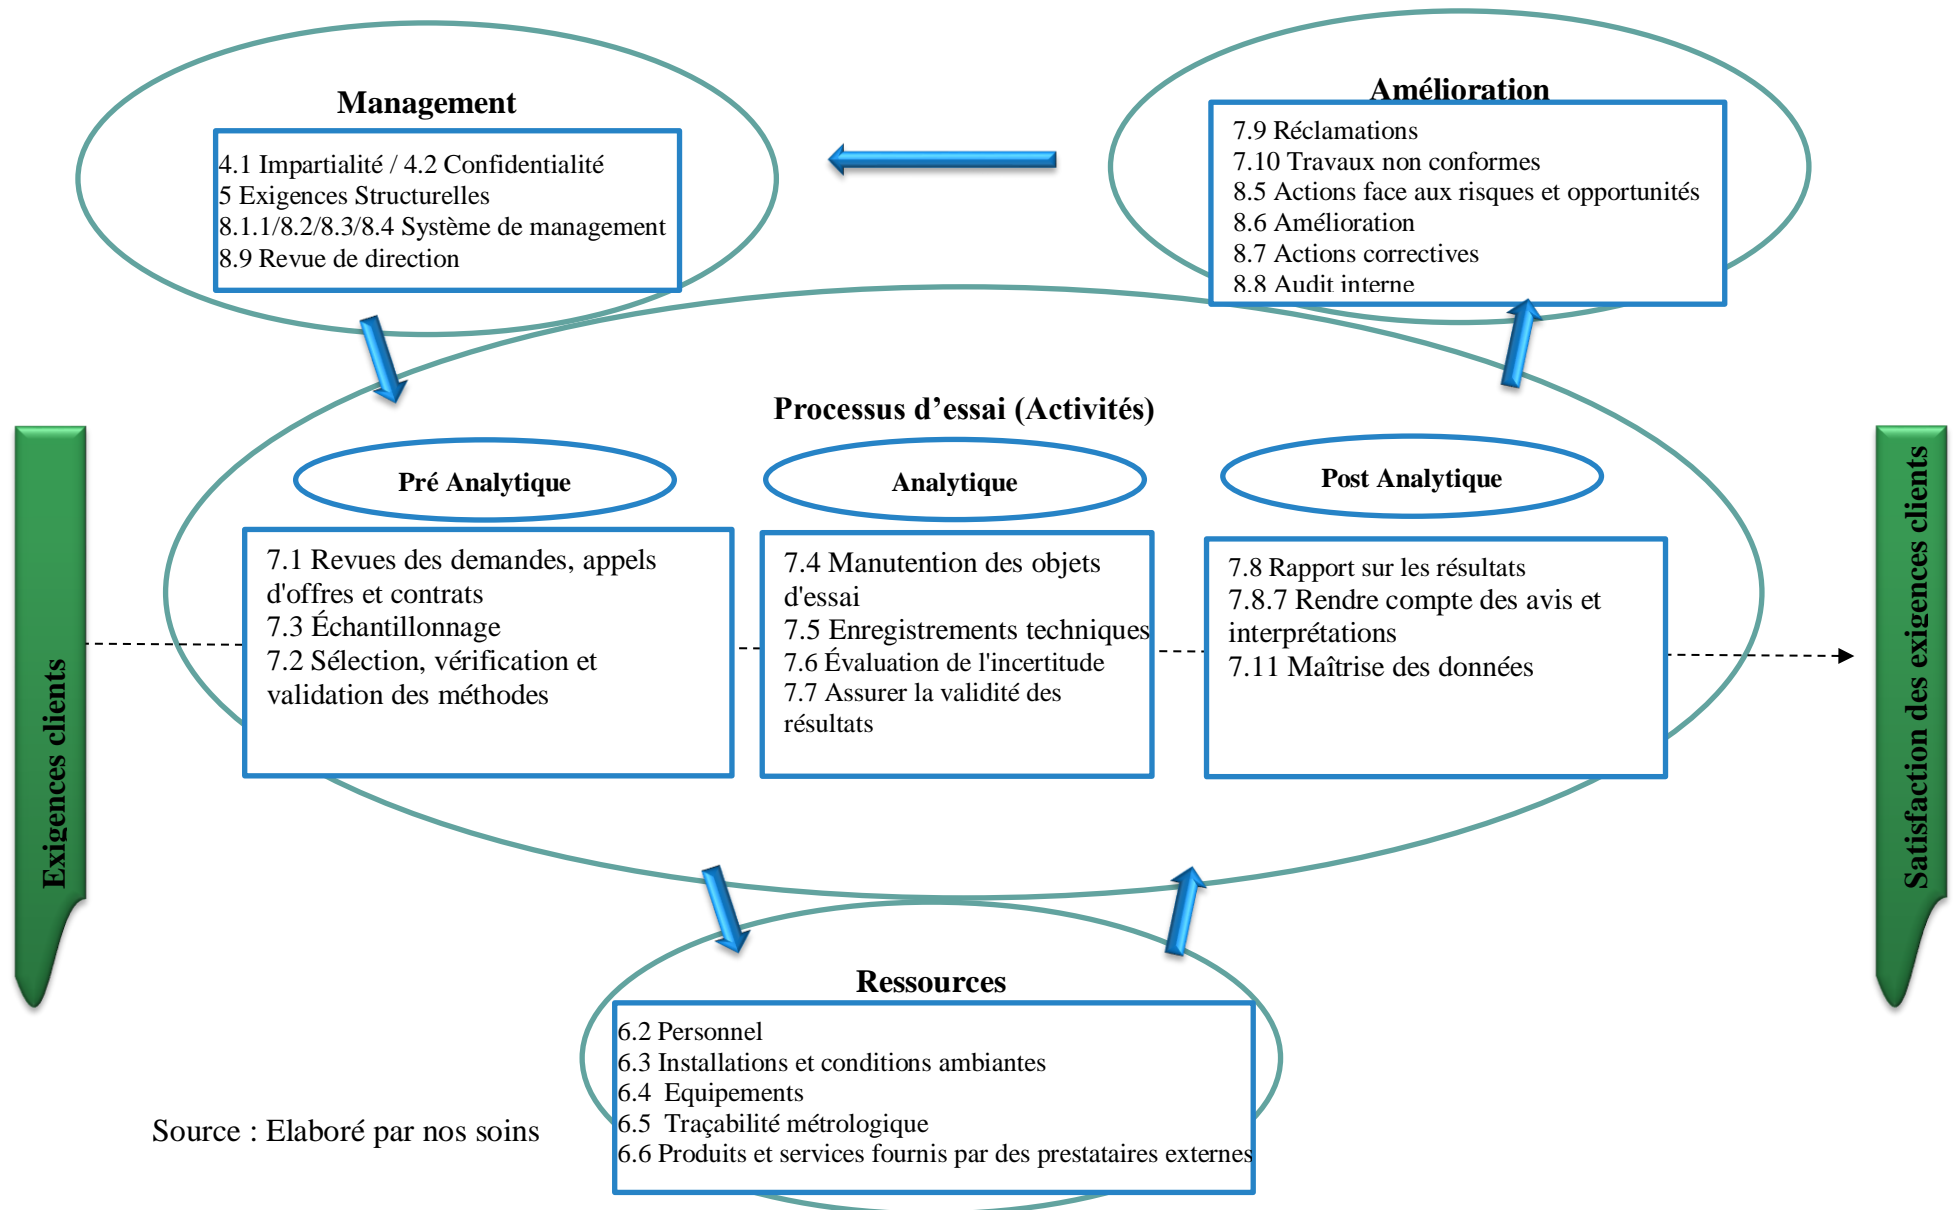 Management
4.1 Impartialité / 4.2 Confidentialité
5 Exigences Structurelles
8.1.1/8.2/8.3/8.4 Système de management
8.9 Revue de direction
Amélioration
7.9 Réclamations
7.10 Travaux non conformes
8.5 Actions face aux risques et opportunités
8.6 Amélioration
8.7 Actions correctives
8.8 Audit interne
Processus d’essai (Activités)
Pré Analytique
7.1 Revues des demandes, appels
d'offres et contrats
7.3 Échantillonnage
7.2 Sélection, vérification et
validation des méthodes
Analytique
7.4 Manutention des objets
d'essai
7.5 Enregistrements techniques
7.6 Évaluation de l'incertitude
7.7 Assurer la validité des
résultats
Post Analytique
7.8 Rapport sur les résultats
7.8.7 Rendre compte des avis et
interprétations
7.11 Maîtrise des données
Exigences clients
Satisfaction des exigences clients
Ressources
6.2 Personnel
6.3 Installations et conditions ambiantes
6.4 Equipements
6.5 Traçabilité métrologique
6.6 Produits et services fournis par des prestataires externes
Source : Elaboré par nos soins